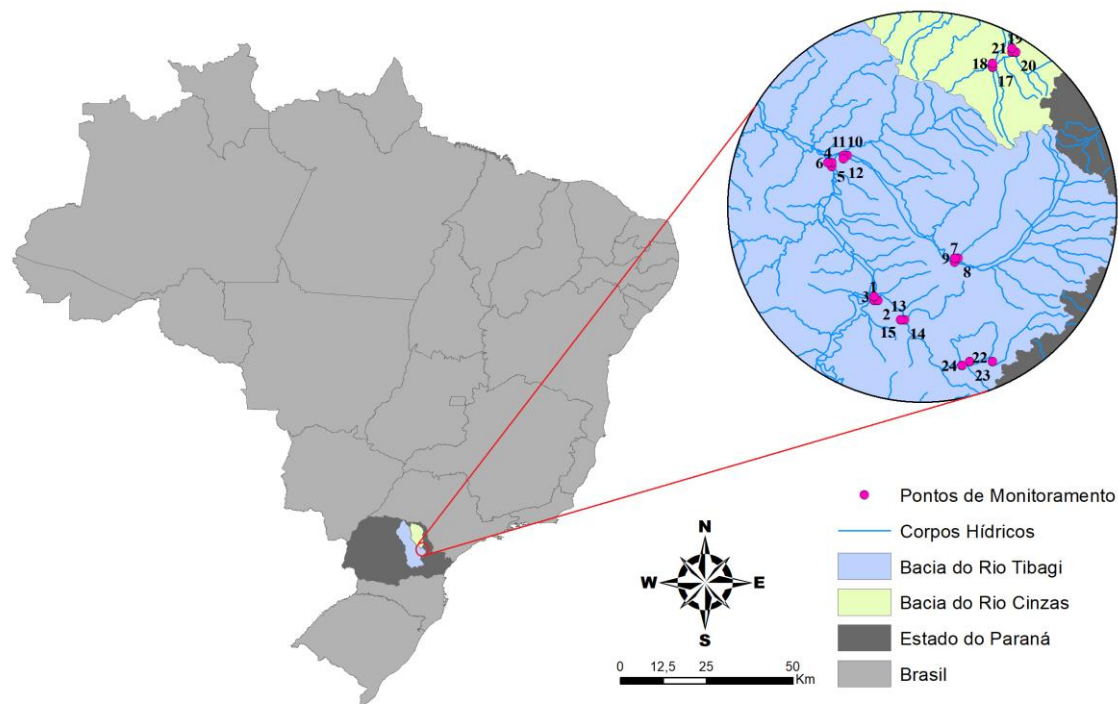 19
21
18
20
17
11 10
4
6
12
5
7
9
8
1
3
13
2
15
14
22
24
23
Pontos de Monitoramento
Corpos Hídricos
Bacia do Rio Tibagi
Bacia do Rio Cinzas
Estado do Paraná
Brasil
N
W
E
S
0 12,5 25 50
Km